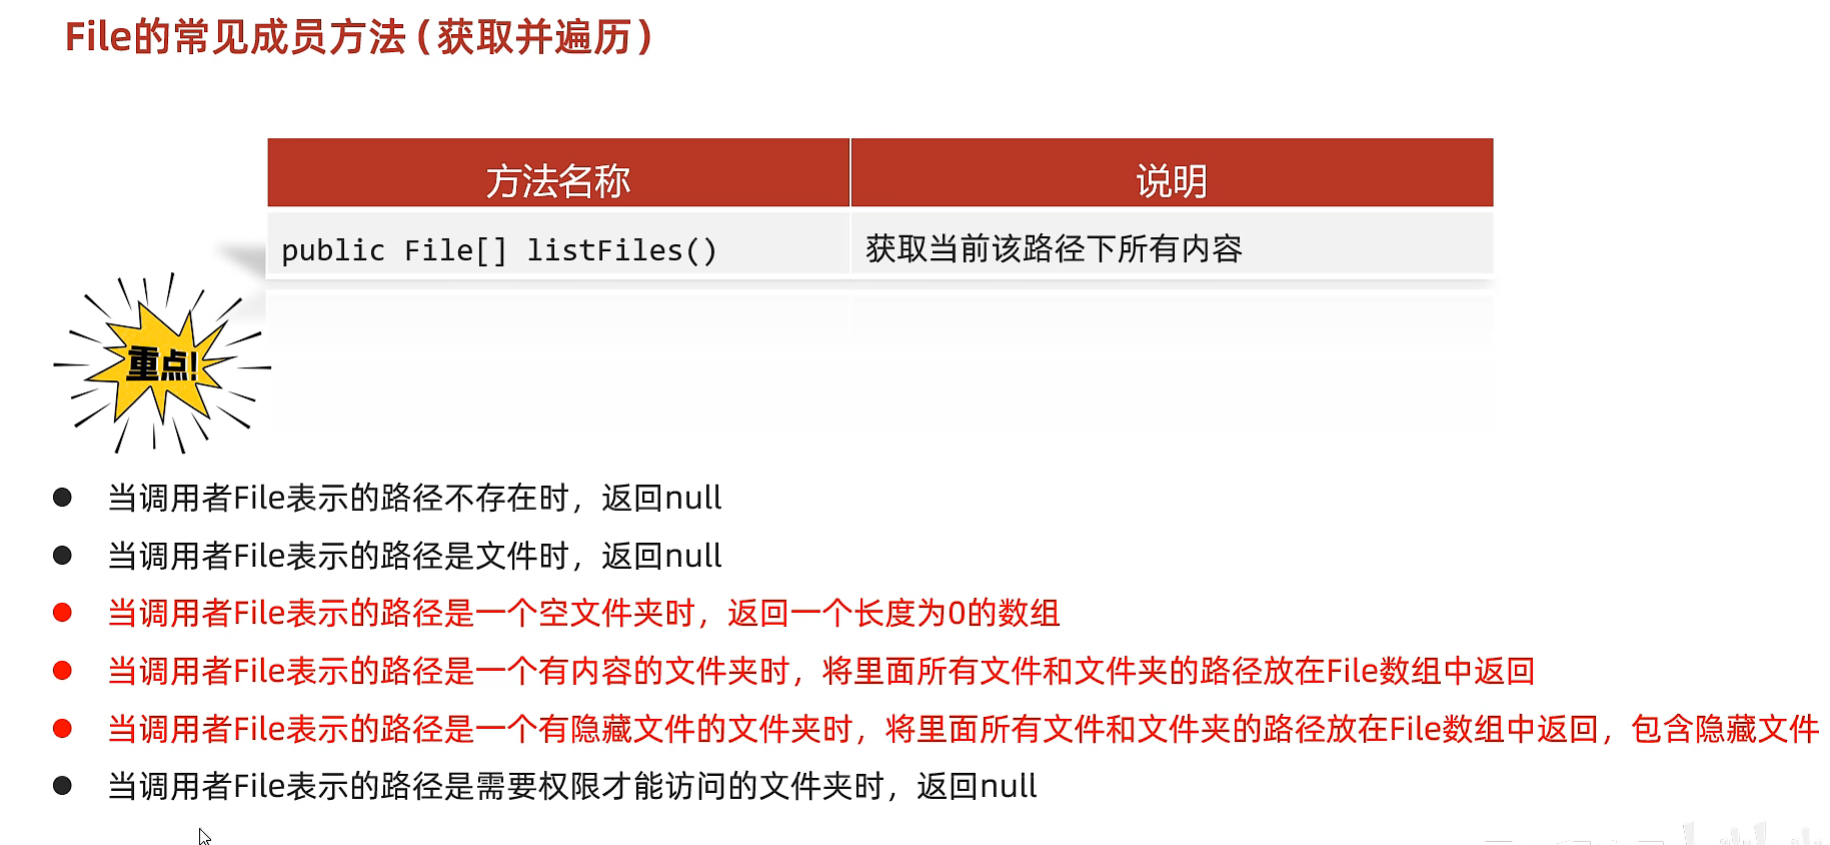 File的常见成员方法(获取并遍历)
方法名称 说明
public File[] listFiles() 获取当前该路径下所有内容
重点!
当调用者File表示的路径不存在时，返回null
当调用者File表示的路径是文件时，返回null
当调用者File表示的路径是一个空文件夹时，返回一个长度为0的数组
当调用者File表示的路径是一个有内容的文件夹时，将里面所有文件和文件夹的路径放在File数组中返回
当调用者File表示的路径是一个有隐藏文件的文件夹时，将里面所有文件和文件夹的路径放在File数组中返回，包含隐藏文件
当调用者File表示的路径是需要权限才能访问的文件夹时，返回null